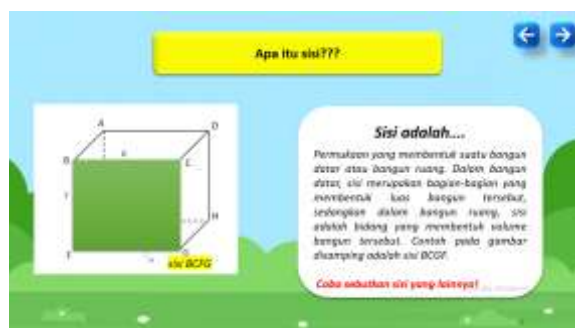 Apa itu sisi???
A
D
B
C
H
F
G
sisi BCFG
Sisi adalah....
Permukaan yang membentuk suatu bangun
datar atau bangun ruang. Dalam bangun
datar, sisi merupakan bagian-bagian yang
membentuk luas bangun tersebut,
sedangkan dalam bangun ruang, sisi
adalah bidang yang membentuk volume
bangun tersebut. Contoh pada gambar
disamping adalah sisi BCGF.
Coba sebutkan sisi yang lainnya!